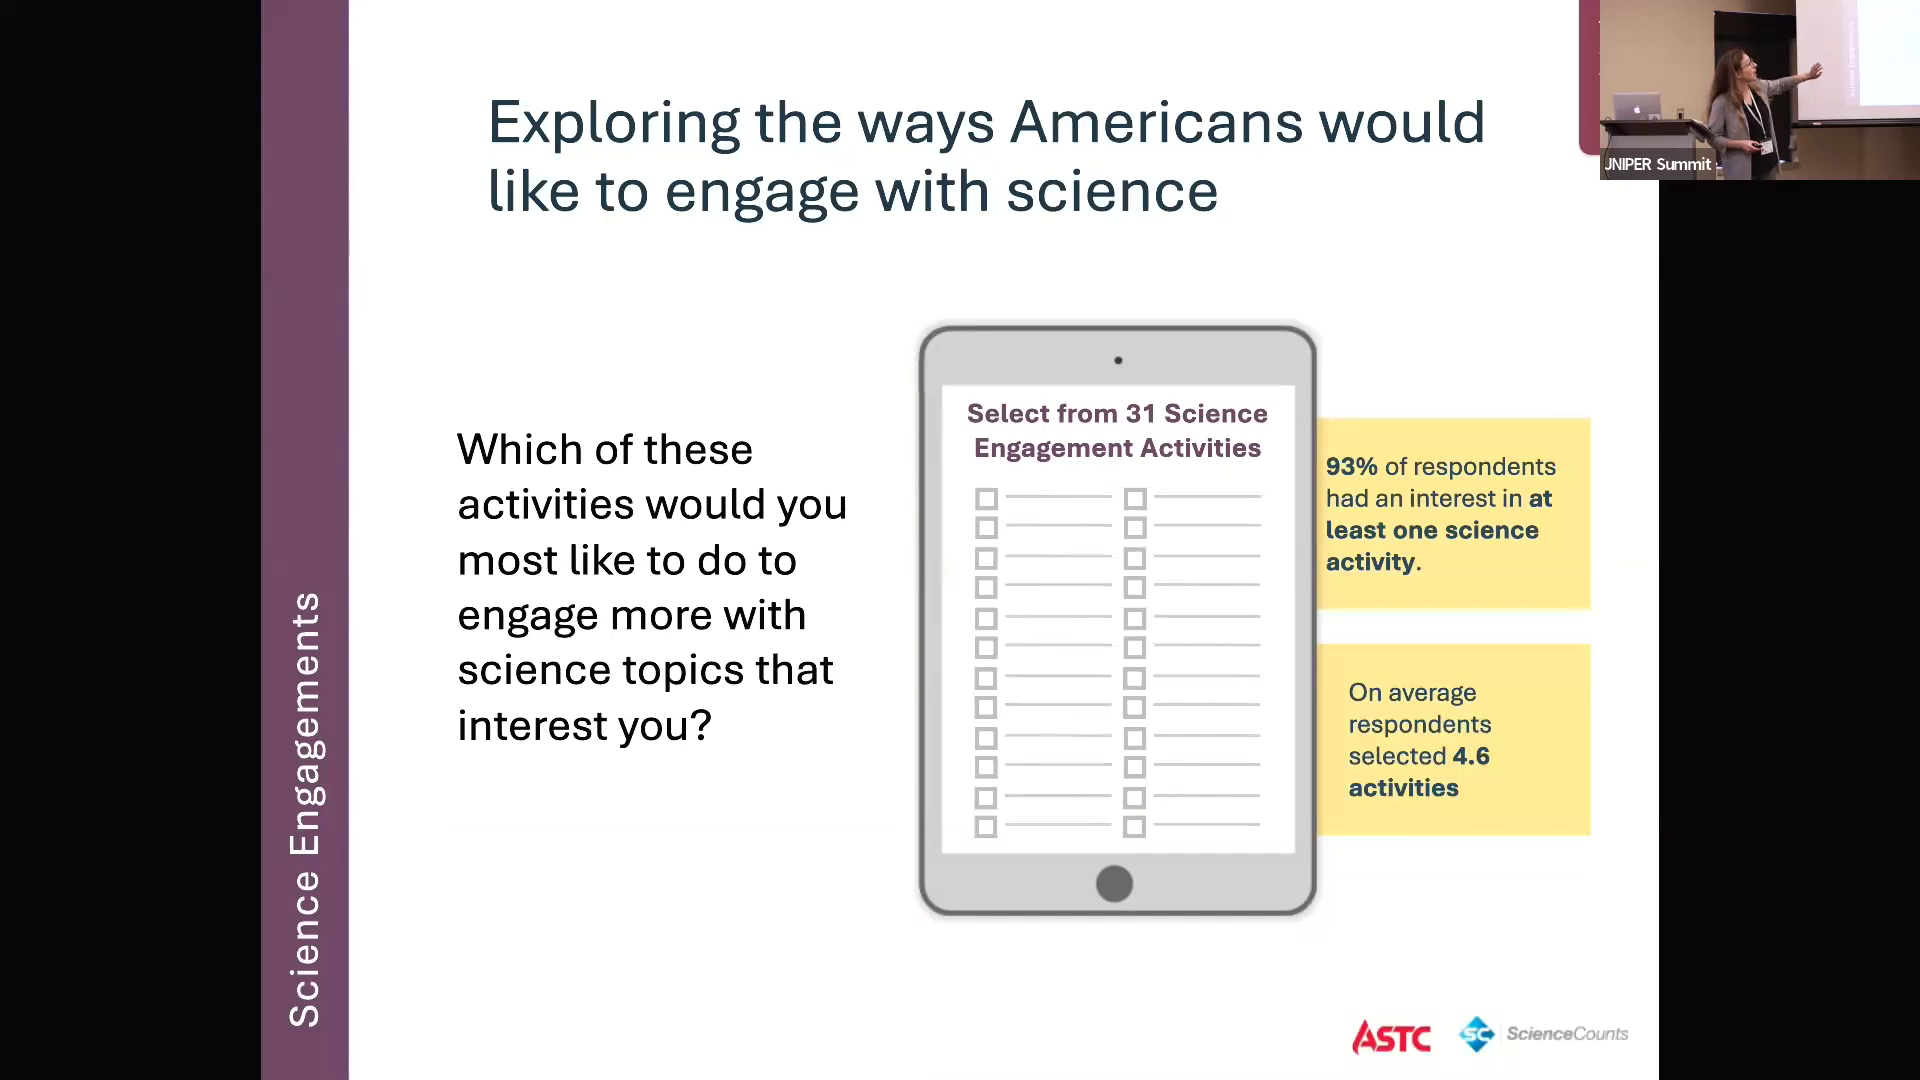 Exploring the ways Americans would
like to engage with science
JNIPER Summit
Science Engagements
Which of these
activities would you
most like to do to
engage more with
science topics that
interest you?
Select from 31 Science
Engagement Activities
93% of respondents
had an interest in at
least one science
activity.
On average
respondents
selected 4.6
activities
ASTC
SC ScienceCounts